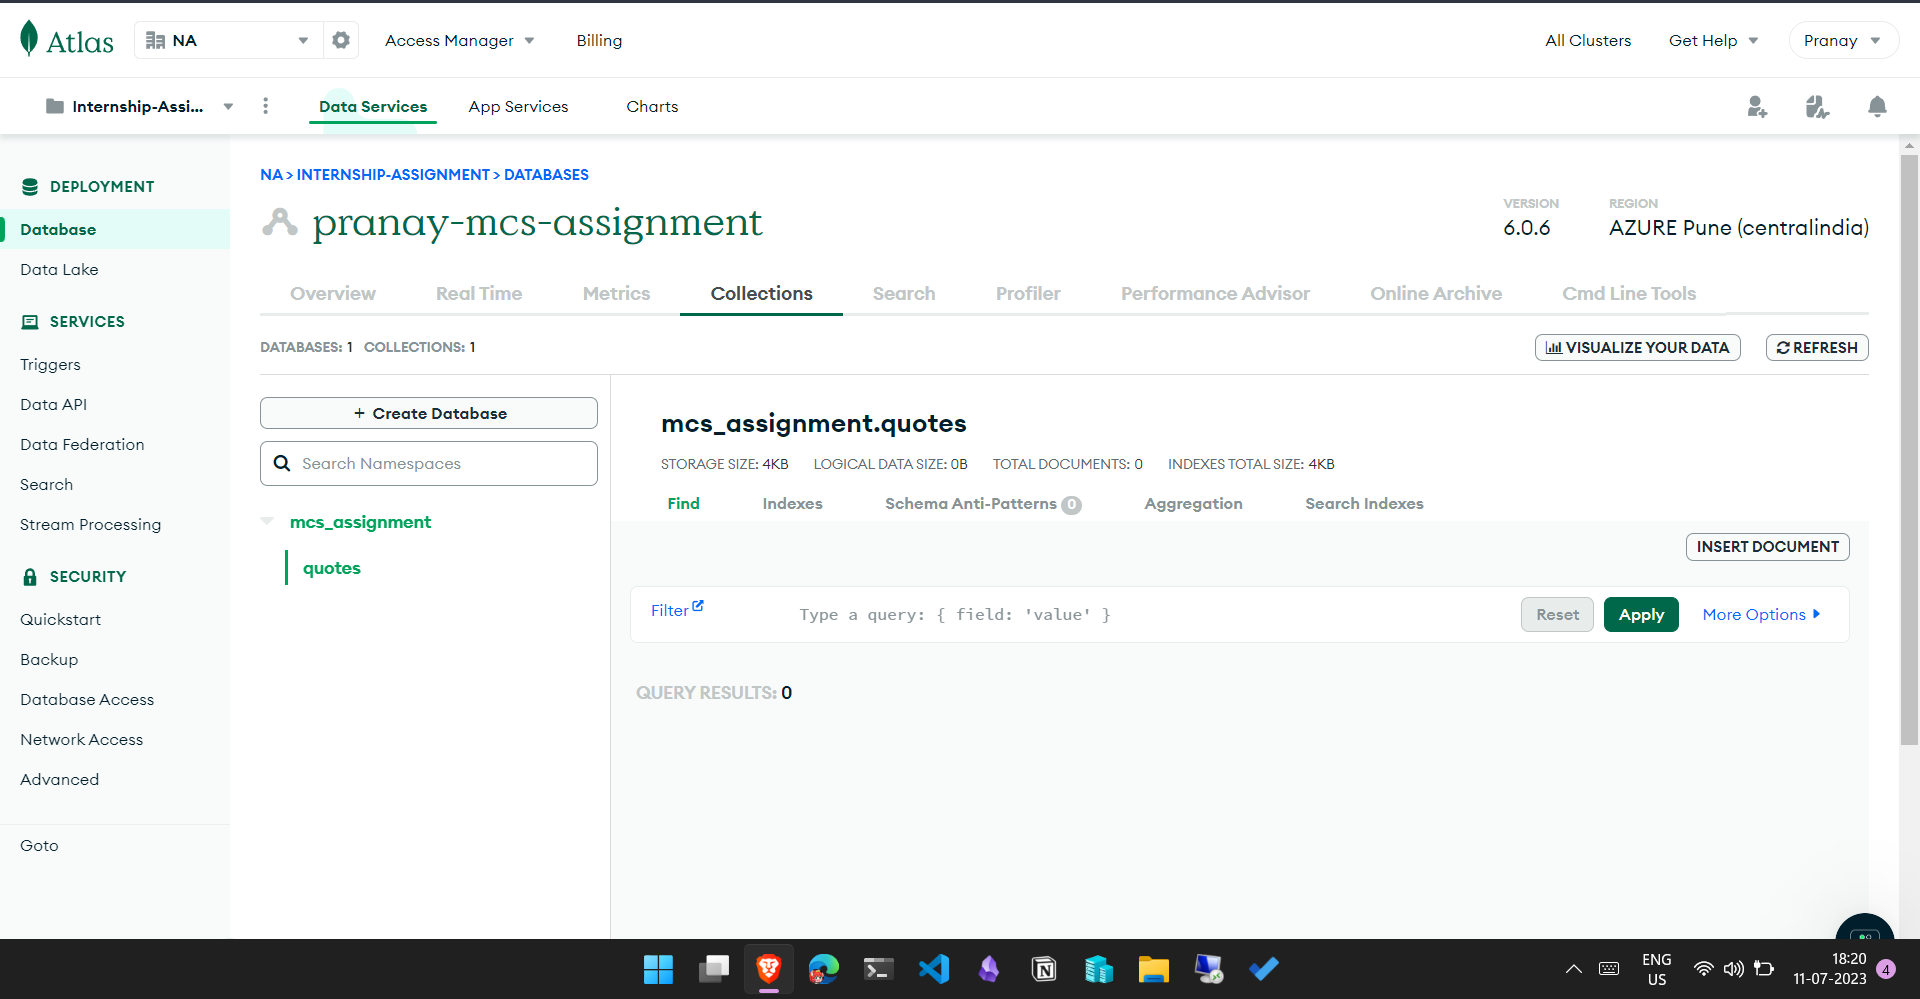 Atlas
NA
Access Manager
Billing
All Clusters
Get Help
Pranay
Internship-Assi...
Data Services
App Services
Charts
DEPLOYMENT
Database
Data Lake
SERVICES
Triggers
Data API
Data Federation
Search
Stream Processing
SECURITY
Quickstart
Backup
Database Access
Network Access
Advanced
Goto
NA > INTERNSHIP-ASSIGNMENT > DATABASES
pranay-mcs-assignment
VERSION
6.0.6
REGION
AZURE Pune (centralindia)
Overview
Real Time
Metrics
Collections
Search
Profiler
Performance Advisor
Online Archive
Cmd Line Tools
DATABASES: 1 COLLECTIONS: 1
VISUALIZE YOUR DATA
REFRESH
+ Create Database
Search Namespaces
mcs_assignment
quotes
mcs_assignment.quotes
STORAGE SIZE: 4KB LOGICAL DATA SIZE: 0B TOTAL DOCUMENTS: 0 INDEXES TOTAL SIZE: 4KB
Find
Indexes
Schema Anti-Patterns 0
Aggregation
Search Indexes
INSERT DOCUMENT
Filter
Type a query: { field: 'value' }
Reset
Apply
More Options
QUERY RESULTS: 0
ENG
US
18:20
11-07-2023
4